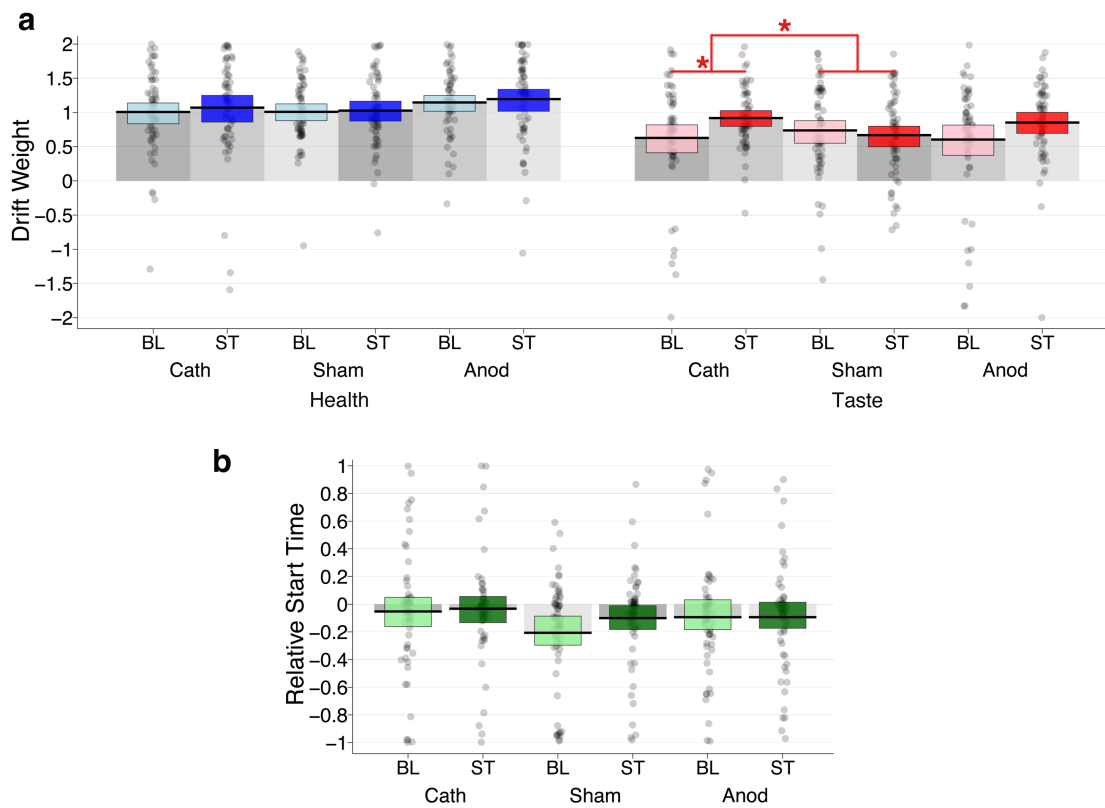 a
*
*
Drift Weight
2
1.5
1
0.5
0
−0.5
−1
−1.5
−2
BL ST BL ST BL ST BL ST BL ST BL ST
Cath Sham Anod Cath Sham Anod
Health Taste
b
Relative Start Time
1
0.8
0.6
0.4
0.2
0
−0.2
−0.4
−0.6
−0.8
−1
BL ST BL ST BL ST
Cath Sham Anod